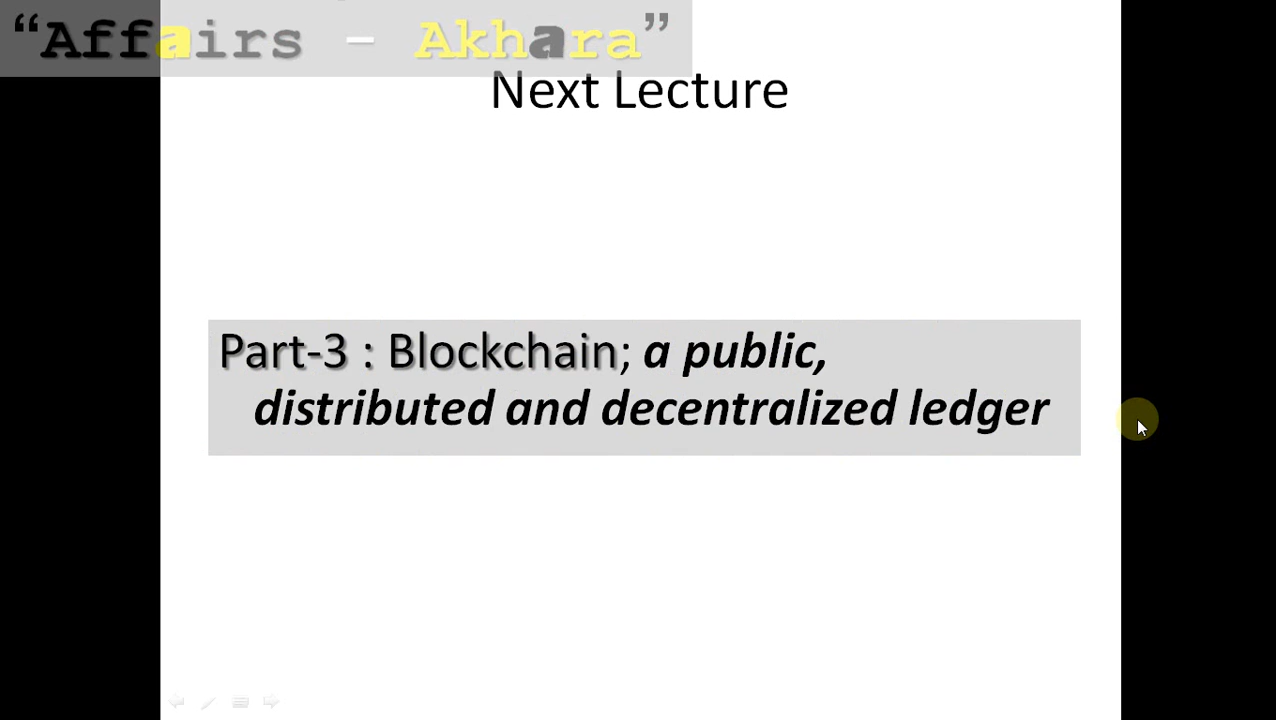 “Affairs – Akhara”
Next Lecture
Part-3 : Blockchain; a public,
distributed and decentralized ledger